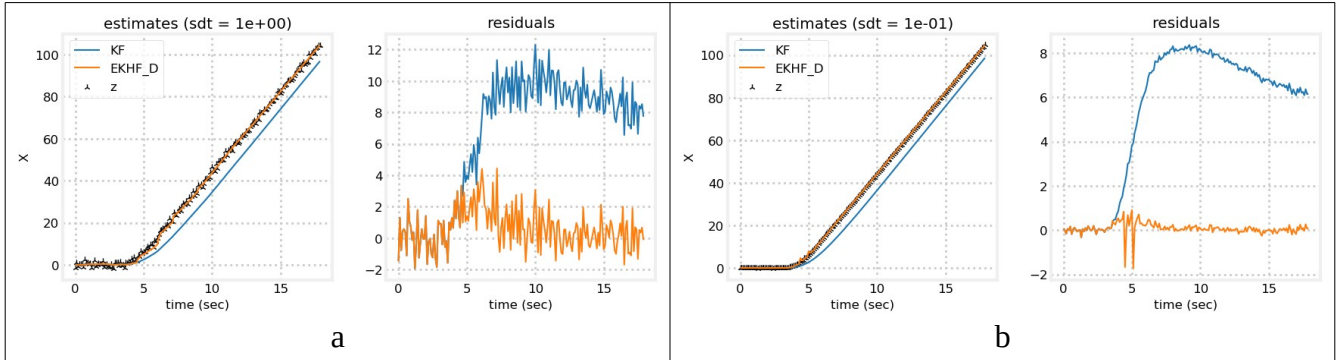 estimates (sdt = 1e+00)
KF
EKHF_D
z
X
100
80
60
40
20
0
0
5
10
15
time (sec)
residuals
12
10
8
6
4
2
0
−2
0
5
10
15
time (sec)
a
estimates (sdt = 1e-01)
KF
EKHF_D
z
X
100
80
60
40
20
0
0
5
10
15
time (sec)
residuals
8
6
4
2
0
−2
0
5
10
15
time (sec)
b